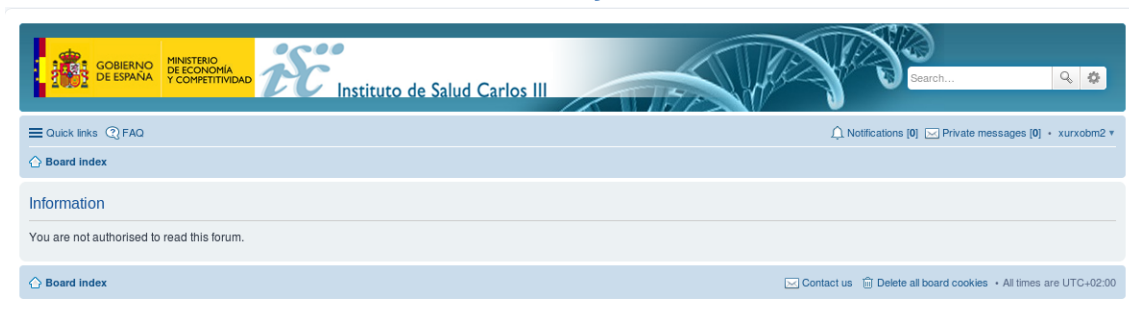 GOBIERNO
DE ESPAÑA
MINISTERIO
DE ECONOMÍA
Y COMPETITIVIDAD
isc
Instituto de Salud Carlos III
Search…
Quick links FAQ
Notifications [0] Private messages [0] • xurxobm2
Board index
Information
You are not authorised to read this forum.
Board index
Contact us Delete all board cookies • All times are UTC+02:00